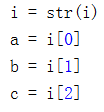 i = str(i)
a = i[0]
b = i[1]
c = i[2]